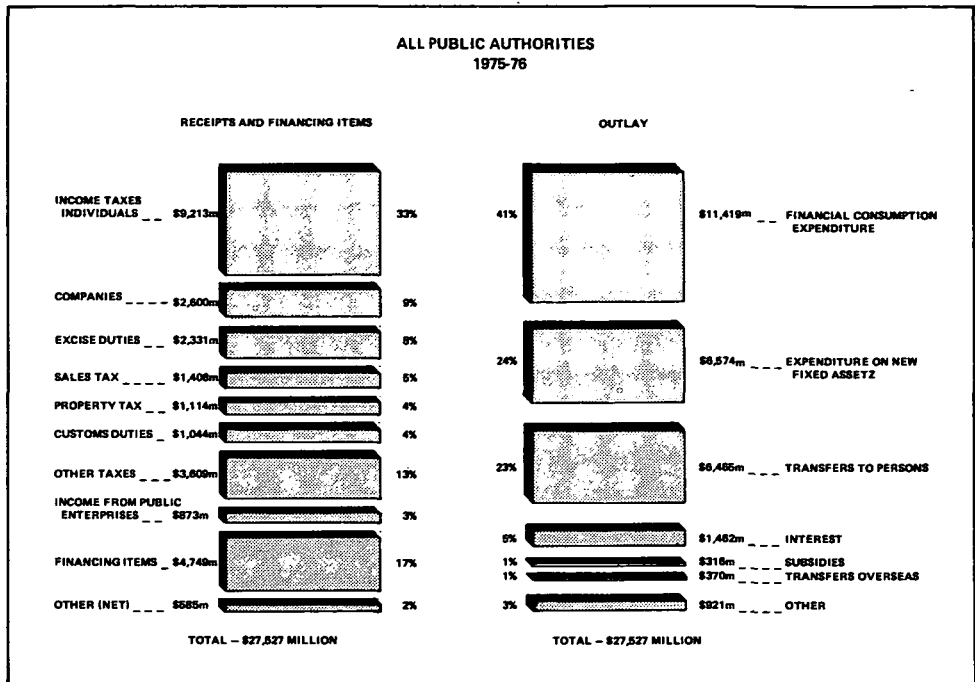 ALL PUBLIC AUTHORITIES
1975-76
RECEIPTS AND FINANCING ITEMS
OUTLAY
INCOME TAXES
INDIVIDUALS _ _ $9,213m 33%
COMPANIES _ _ _ _ $2,600m 9%
EXCISE DUTIES _ _ $2,331m 8%
SALES TAX _ _ _ $1,408m 5%
PROPERTY TAX _ _ $1,114m 4%
CUSTOMS DUTIES _ $1,044m 4%
OTHER TAXES _ _ $3,609m 13%
INCOME FROM PUBLIC
ENTERPRISES _ _ $873m 3%
FINANCING ITEMS _ $4,749m 17%
OTHER (NET) _ _ _ $585m 2%
TOTAL – $27,527 MILLION
41% $11,419m _ _ _ FINANCIAL CONSUMPTION
EXPENDITURE
24% $6,574m _ _ _ EXPENDITURE ON NEW
FIXED ASSETZ
23% $6,465m _ _ _ TRANSFERS TO PERSONS
5% $1,462m _ _ _ INTEREST
1% $316m _ _ _ SUBSIDIES
1% $370m _ _ _ TRANSFERS OVERSEAS
3% $921m _ _ _ OTHER
TOTAL – $27,527 MILLION